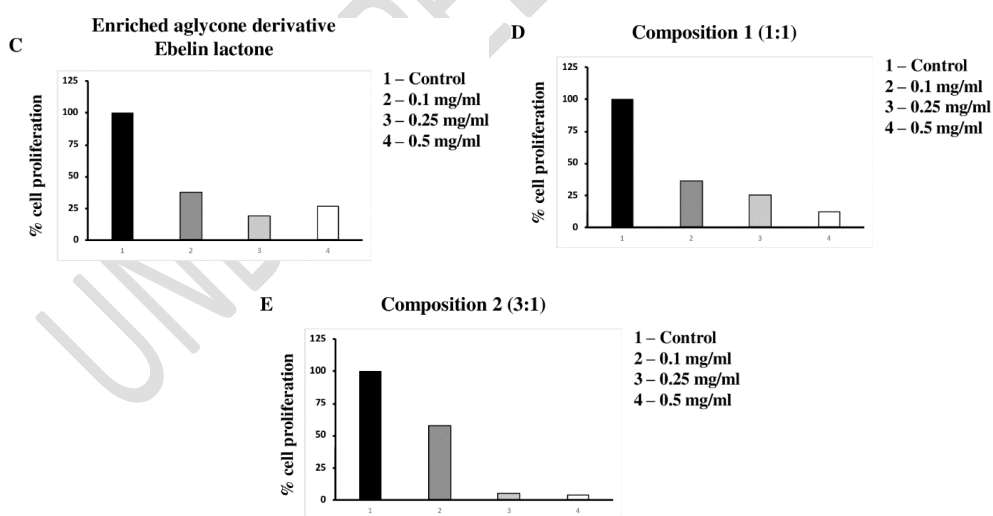 C
Enriched aglycone derivative
Ebelin lactone
% cell proliferation
125
100
75
50
25
0
1
2
3
4
1 – Control
2 – 0.1 mg/ml
3 – 0.25 mg/ml
4 – 0.5 mg/ml
D
Composition 1 (1:1)
% cell proliferation
125
100
75
50
25
0
1
2
3
4
1 – Control
2 – 0.1 mg/ml
3 – 0.25 mg/ml
4 – 0.5 mg/ml
E
Composition 2 (3:1)
% cell proliferation
125
100
75
50
25
0
1
2
3
4
1 – Control
2 – 0.1 mg/ml
3 – 0.25 mg/ml
4 – 0.5 mg/ml